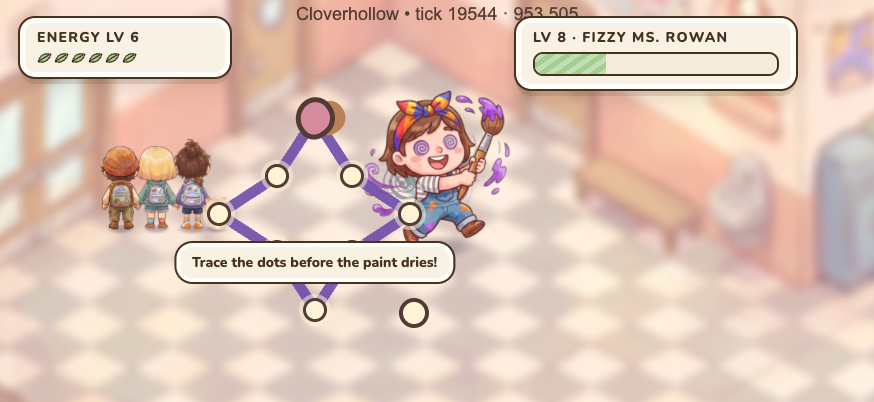 Cloverhollow • tick 19544 · 953,505
ENERGY LV 6
LV 8 · FIZZY MS. ROWAN
Trace the dots before the paint dries!